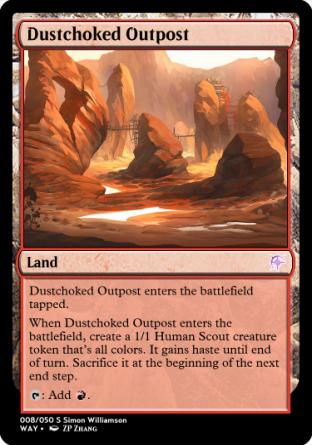 Dustchoked Outpost
Land
Dustchoked Outpost enters the battlefield
tapped.
When Dustchoked Outpost enters the
battlefield, create a 1/1 Human Scout creature
token that's all colors. It gains haste until
end of turn. Sacrifice it at the beginning of the
next end step.
: Add .
008/050 S Simon Williamson
WAY • ZP ZHANG